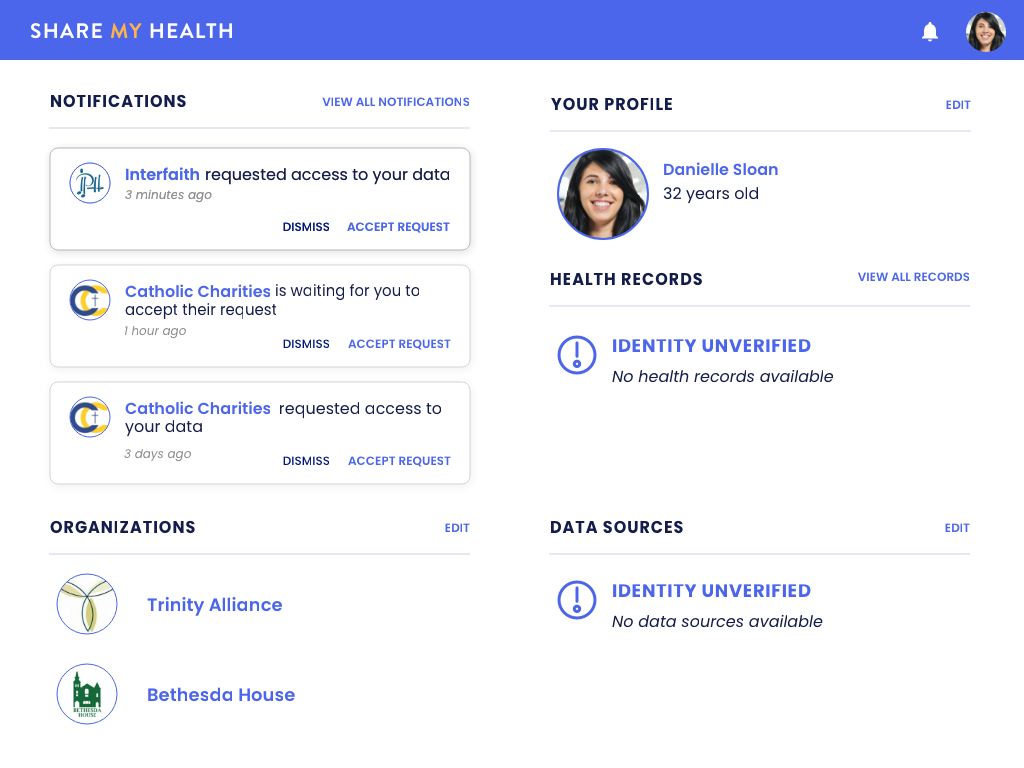 SHARE MY HEALTH
NOTIFICATIONS
VIEW ALL NOTIFICATIONS
Interfaith requested access to your data
3 minutes ago
DISMISS
ACCEPT REQUEST
Catholic Charities is waiting for you to
accept their request
1 hour ago
DISMISS
ACCEPT REQUEST
Catholic Charities requested access to
your data
3 days ago
DISMISS
ACCEPT REQUEST
ORGANIZATIONS
EDIT
Trinity Alliance
BETHESDA
HOUSE
Bethesda House
YOUR PROFILE
EDIT
Danielle Sloan
32 years old
HEALTH RECORDS
VIEW ALL RECORDS
IDENTITY UNVERIFIED
No health records available
DATA SOURCES
EDIT
IDENTITY UNVERIFIED
No data sources available